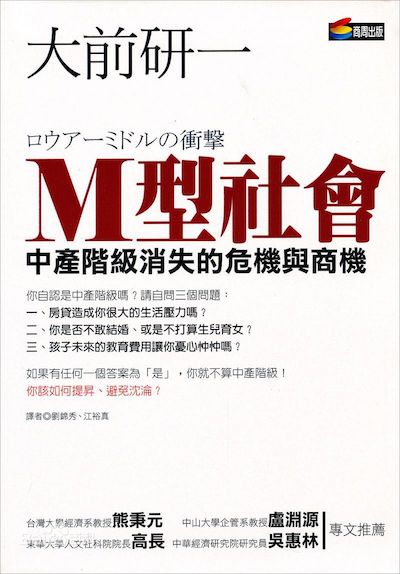 商周出版
大前研一
ロウアーミドルの衝撃
M型社會
中產階級消失的危機與商機
你自認是中產階級嗎？請自問三個問題：
一、房貸造成你很大的生活壓力嗎？
二、你是否不敢結婚、或是不打算生兒育女？
三、孩子未來的教育費用讓你憂心忡忡嗎？
如果有任何一個答案為「是」，你就不算中產階級！
你該如何提昇、避免沈淪？
譯者◎劉錦秀、江裕真
台灣大學經濟系教授熊秉元 中山大學企管系教授盧淵源
東華大學人文社科院院長高長 中華經濟研究院研究員吳惠林
專文推薦